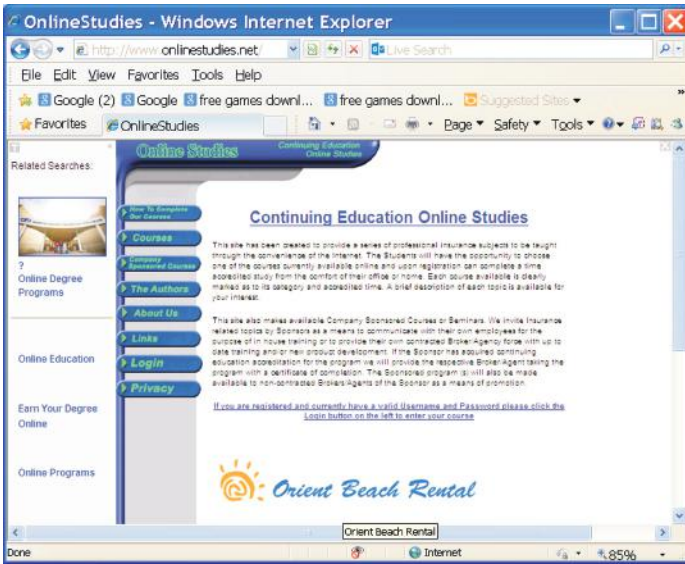 OnlineStudies - Windows Internet Explorer
http://www.onlinestudies.net/
Live Search
File Edit View Favorites Tools Help
Google (2) Google free games downl... free games downl... Suggested Sites
Favorites OnlineStudies Page Safety Tools
Related Searches:
?
Online Degree
Programs
Online Education
Earn Your Degree
Online
Online Programs
Online Studies
Continuing Education
Online Studies
How To Complete
Our Courses
Courses
Company
Sponsored Courses
The Authors
About Us
Links
Login
Privacy
Continuing Education Online Studies
This site has been created to provide a series of professional insurance subjects to be taught
through the convenience of the Internet. The Students will have the opportunity to choose
one of the courses currently available online and upon registration can complete a time
accredited study from the comfort of their office or home. Each course available is clearly
marked as to its category and accredited time. A brief description of each topic is available for
your interest.
This site also makes available Company Sponsored Courses or Seminars. We invite Insurance
related topics by Sponsors as a means to communicate with their own employees for the
purpose of in house training or to provide their own contracted Broker/Agency force with up to
date training and/or new product development. If the Sponsor has acquired continuing
education accreditation for the program we will provide the respective Broker/Agent taking the
program with a certificate of completion. The Sponsored program (s) will also be made
available to non-contracted Brokers/Agents of the Sponsor as a means of promotion.
If you are registered and currently have a valid Username and Password please click the
Login button on the left to enter your course
Orient Beach Rental
Orient Beach Rental
Done Internet 85%